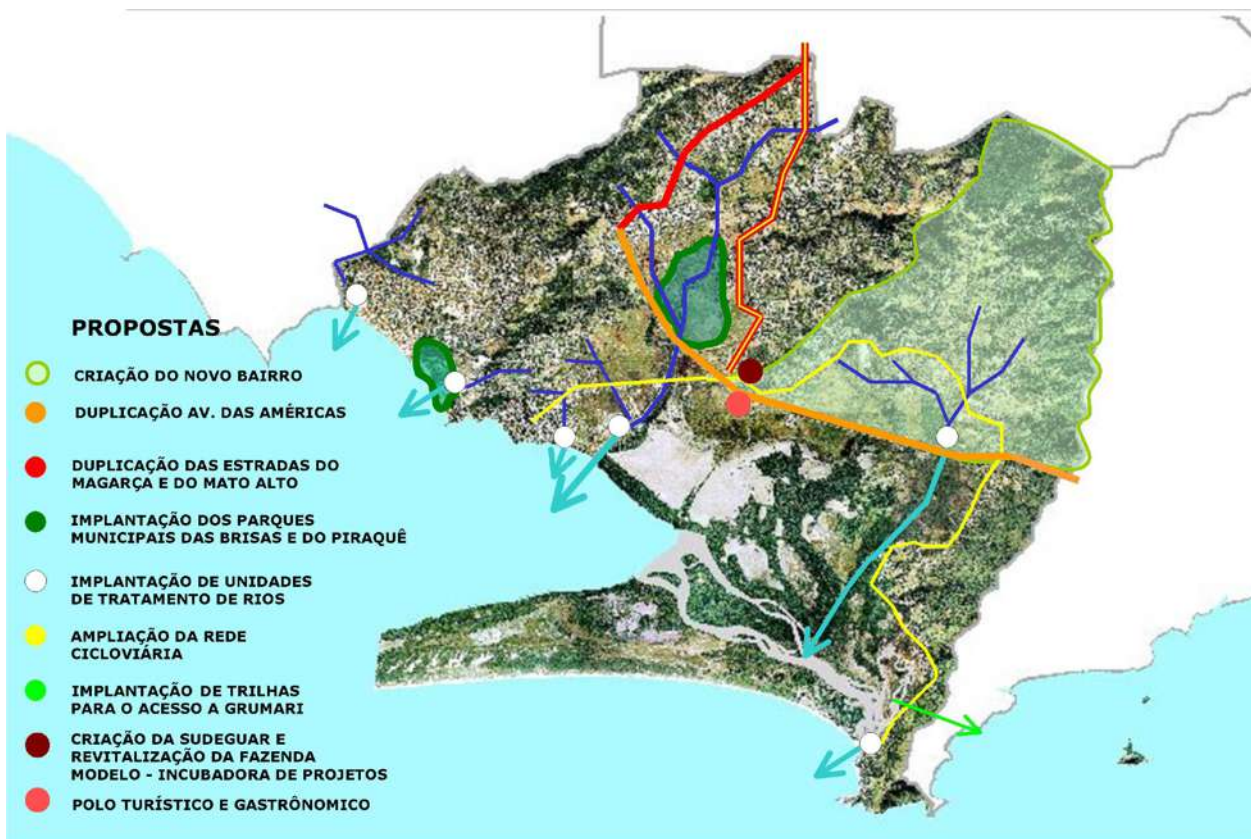 PROPOSTAS
CRIAÇÃO DO NOVO BAIRRO
DUPLICAÇÃO AV. DAS AMÉRICAS
DUPLICAÇÃO DAS ESTRADAS DO
MAGARÇA E DO MATO ALTO
IMPLANTAÇÃO DOS PARQUES
MUNICIPAIS DAS BRISAS E DO PIRAQUÊ
IMPLANTAÇÃO DE UNIDADES
DE TRATAMENTO DE RIOS
AMPLIAÇÃO DA REDE
CICLOVIÁRIA
IMPLANTAÇÃO DE TRILHAS
PARA O ACESSO A GRUMARI
CRIAÇÃO DA SUDEGUAR E
REVITALIZAÇÃO DA FAZENDA
MODELO - INCUBADORA DE PROJETOS
POLO TURÍSTICO E GASTRÔNOMICO